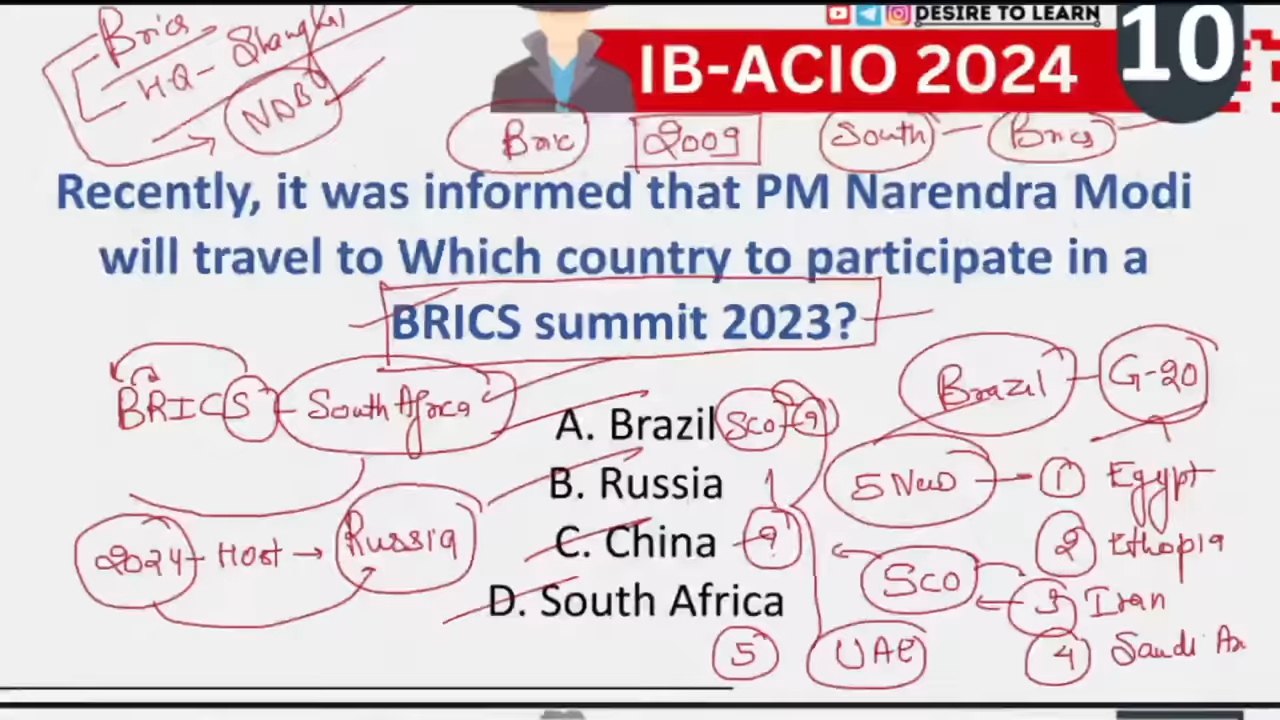 DESIRE TO LEARN
IB-ACIO 2024
10
Brics
HQ - Shanghai
NDB
Bric 2009 South - Brics
Recently, it was informed that PM Narendra Modi
will travel to Which country to participate in a
BRICS summit 2023?
BRICS - South Africa
2024 - Host → Russia
A. Brazil
B. Russia
C. China
D. South Africa
Sco - 9
9
Brazil - G-20
5 New - 1 Egypt
2 Ethopia
Sco 3 Iran
4 Saudi Ar
5 UAE